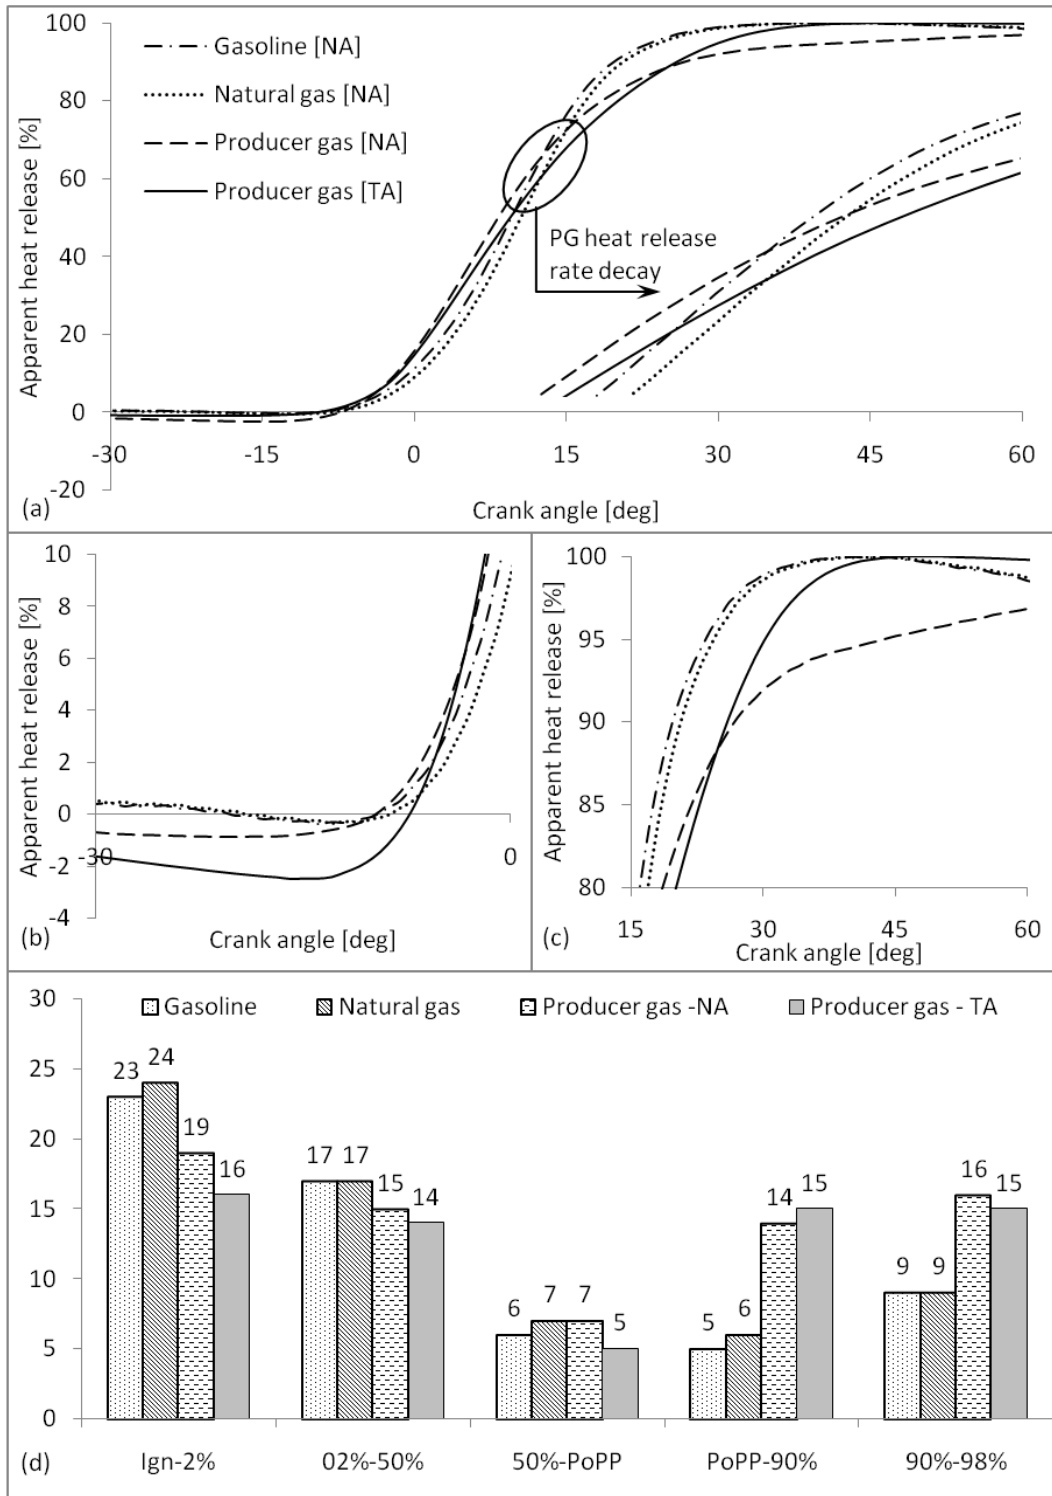 100
80
60
40
20
0
-20
Apparent heat release [%]
Gasoline [NA]
Natural gas [NA]
Producer gas [NA]
Producer gas [TA]
PG heat release
rate decay
-30 -15 0 15 30 45 60
Crank angle [deg]
(a)
10
8
6
4
2
0
-2
-4
Apparent heat release [%]
-30 0
Crank angle [deg]
(b)
100
95
90
85
80
Apparent heat release [%]
15 30 45 60
Crank angle [deg]
(c)
30
25
20
15
10
5
0
Gasoline Natural gas Producer gas -NA Producer gas - TA
23 24 19 16
17 17 15 14
6 7 7 5
5 6 14 15
9 9 16 15
Ign-2% 02%-50% 50%-PoPP PoPP-90% 90%-98%
(d)